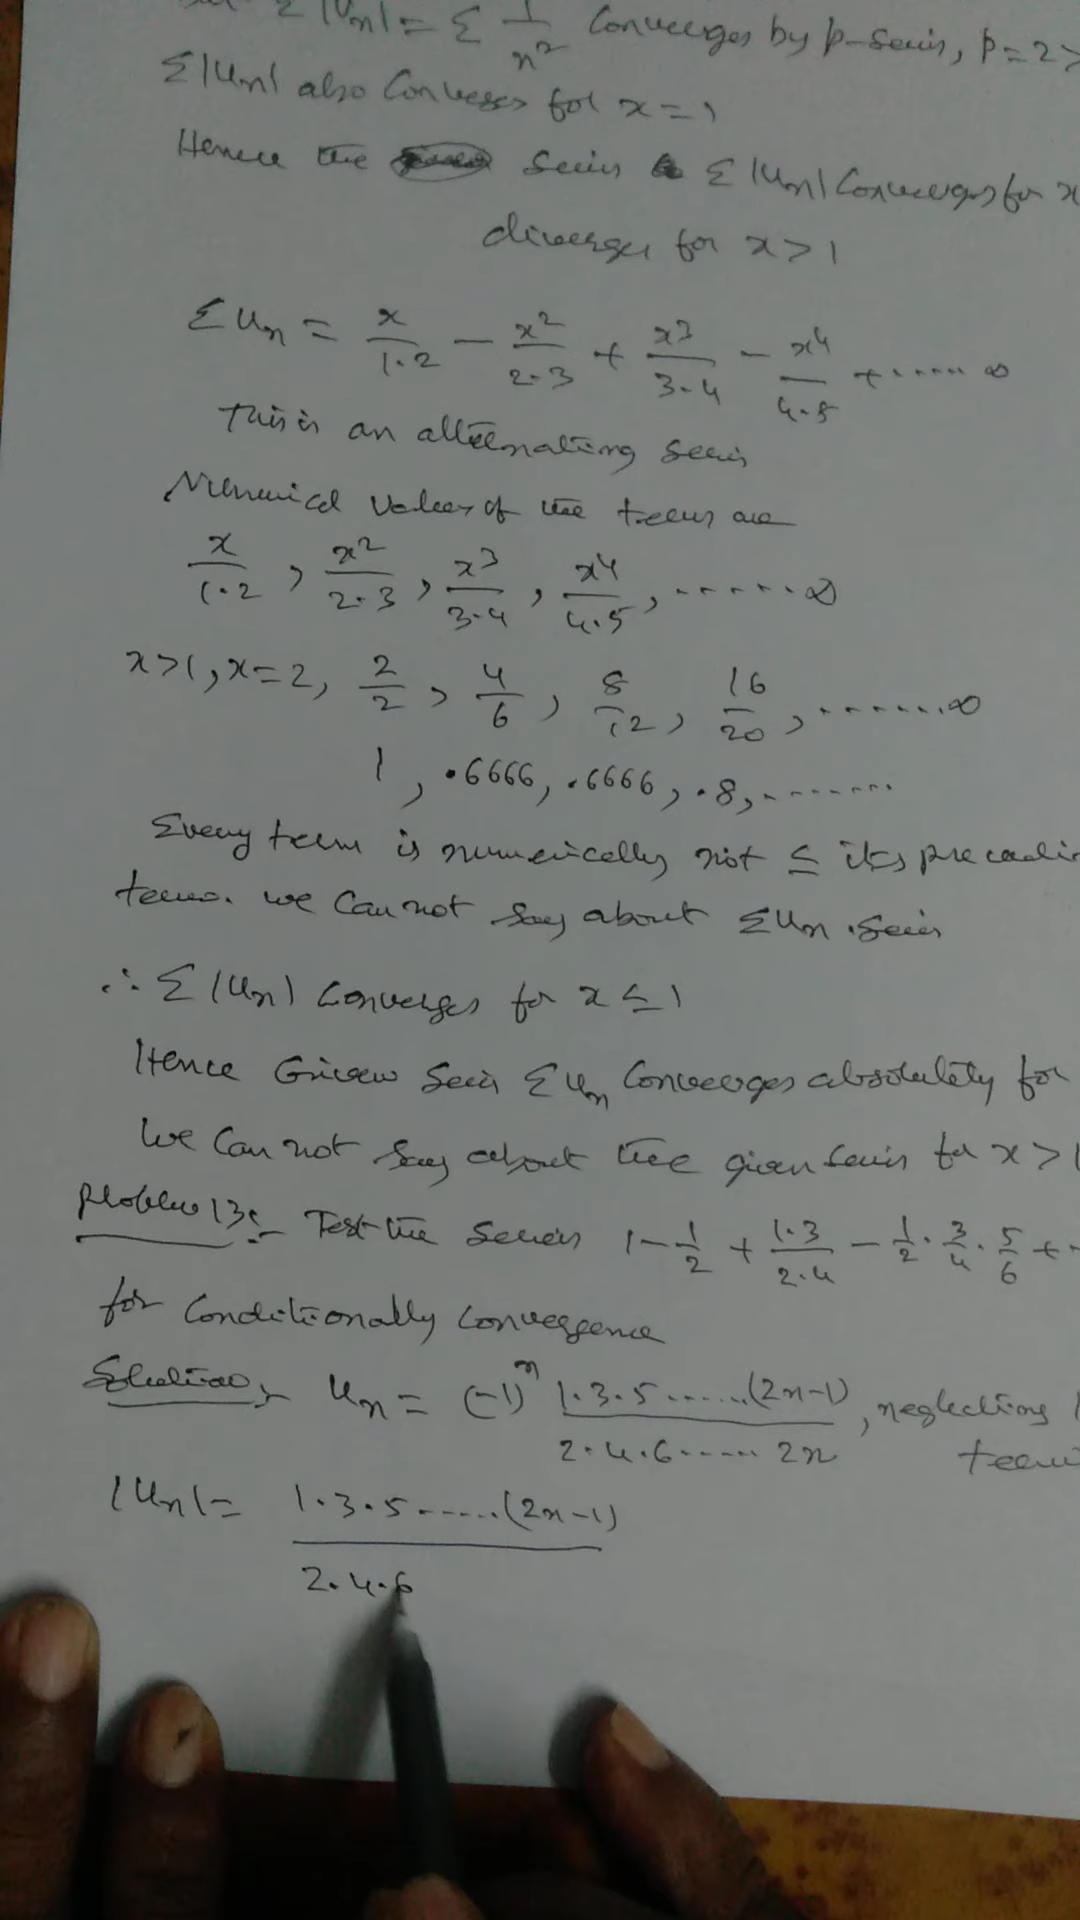 Σ|Un| = Σ 1/n² Converges by p-series, p=2>
Σ|Un| also Converges for x=1
Hence the series Σ|Un| Converges for x
diverges for x>1
ΣUn = x/1·2 − x²/2·3 + x³/3·4 − x⁴/4·5 + ...... ∞
This is an alternating series
Numerical Values of the terms are
x/1·2, x²/2·3, x³/3·4, x⁴/4·5, ...... ∞
x>1, x=2, 2/2, 4/6, 8/12, 16/20, ....... ∞
1, .6666, .6666, .8, .......
Every term is numerically not ≤ its precedi
terms. we Can not Say about ΣUn series
∴ Σ|Un| Converges for x ≤ 1
Hence Given Series ΣUn Converges absolutely for
We Can not Say about the given series for x>1
Problem 13:- Test the Series 1 − 1/2 + 1·3/2·4 − 1/2·3/4·5/6 + -
for Conditionally Convergence
Solution:- Un = (-1)ⁿ 1·3·5......(2n-1)/2·4·6......2n, neglecting 1
term
|Un| = 1·3·5......(2n-1)/2·4·6